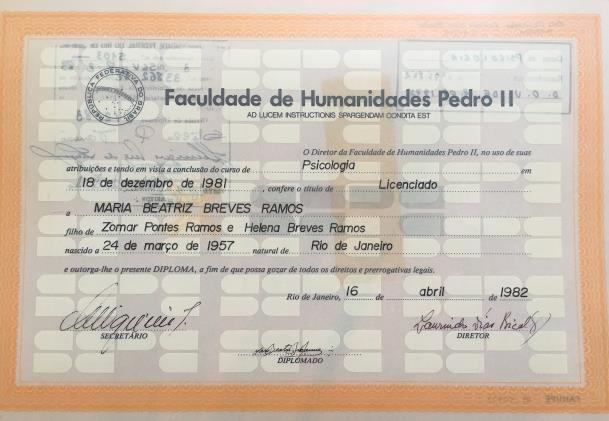 REPÚBLICA FEDERATIVA DO BRASIL
Faculdade de Humanidades Pedro II
AD LUCEM INSTRUCTIONIS SPARGENDAM CONDITA EST
O Diretor da Faculdade de Humanidades Pedro II, no uso de suas
atribuições e tendo em vista a conclusão do curso de Psicologia em
18 de dezembro de 1981, confere o título de Licenciado
a MARIA BEATRIZ BREVES RAMOS
filho de Zomar Pontes Ramos e Helena Breves Ramos
nascido a 24 de março de 1957 natural de Rio de Janeiro
e outorga-lhe o presente DIPLOMA, a fim de que possa gozar de todos os direitos e prerrogativas legais.
Rio de Janeiro, 16 de abril de 1982
SECRETÁRIO
DIRETOR
DIPLOMADO